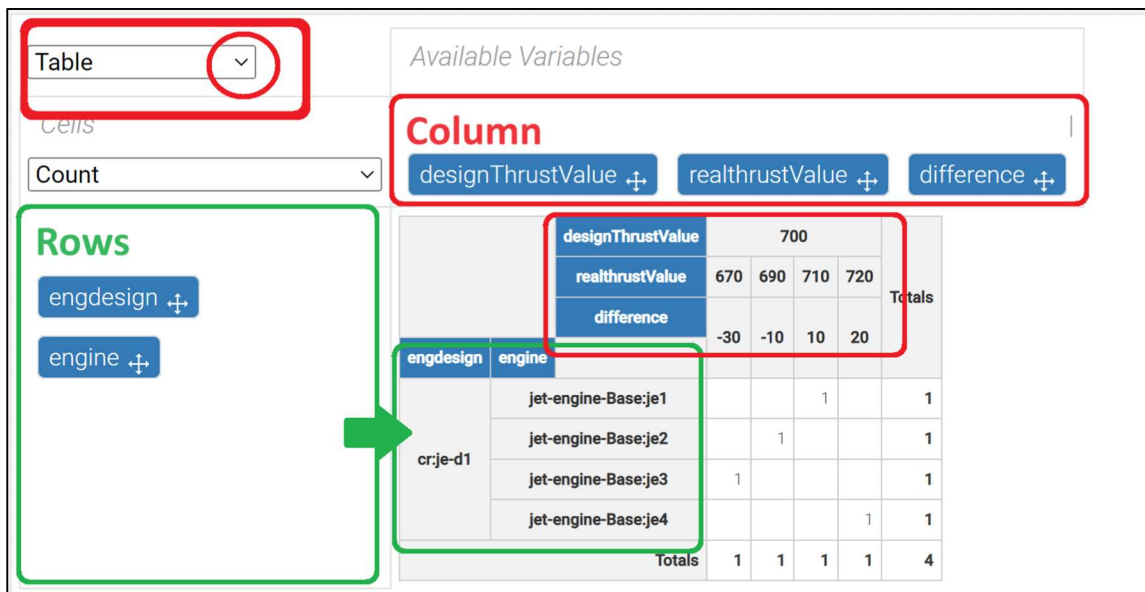 Table
Available Variables
Cells
Count
Column
designThrustValue
realthrustValue
difference
Rows
engdesign
engine
designThrustValue 700 Totals
realthrustValue 670 690 710 720
difference -30 -10 10 20
engdesign engine
cr:je-d1
jet-engine-Base:je1 1 1
jet-engine-Base:je2 1 1
jet-engine-Base:je3 1 1
jet-engine-Base:je4 1 1
Totals 1 1 1 1 4